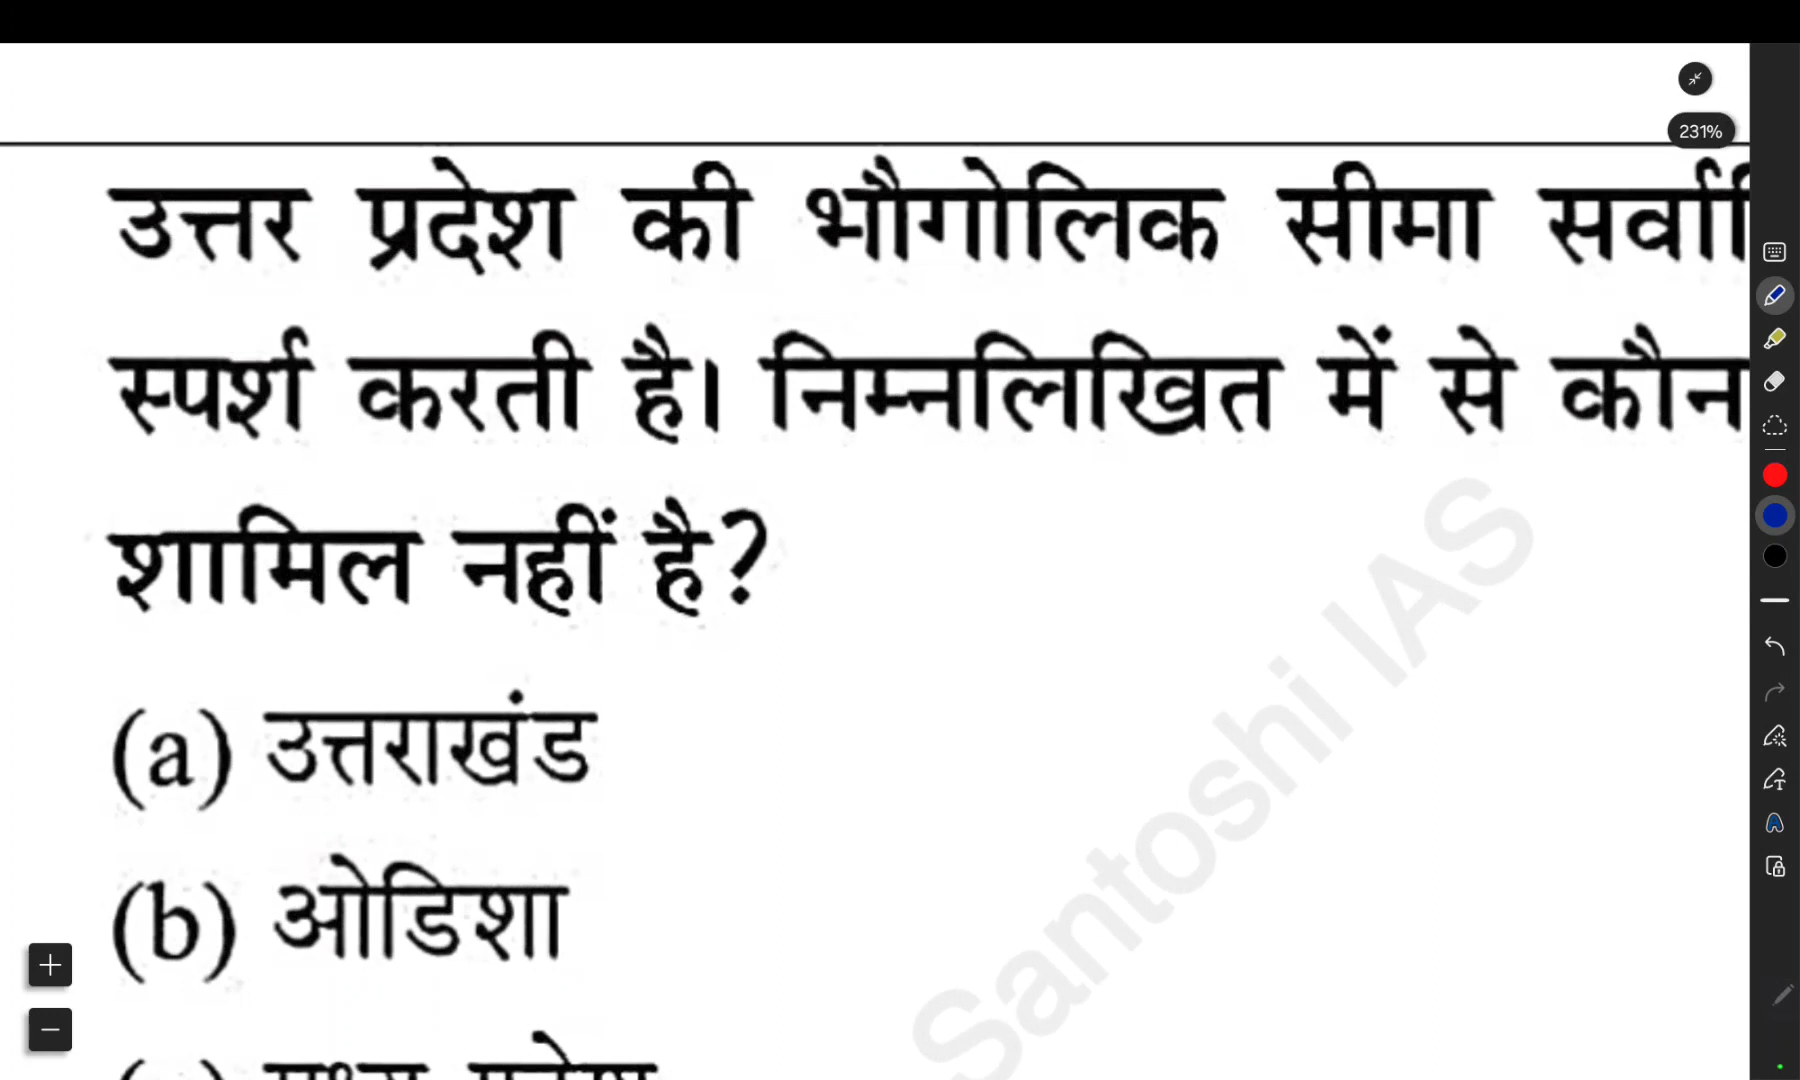 231%
उत्तर प्रदेश की भौगोलिक सीमा
स्पर्श करती है। निम्नलिखित में से कौन
शामिल नहीं है?
(a) उत्तराखंड
(b) ओडिशा
Santoshi IAS